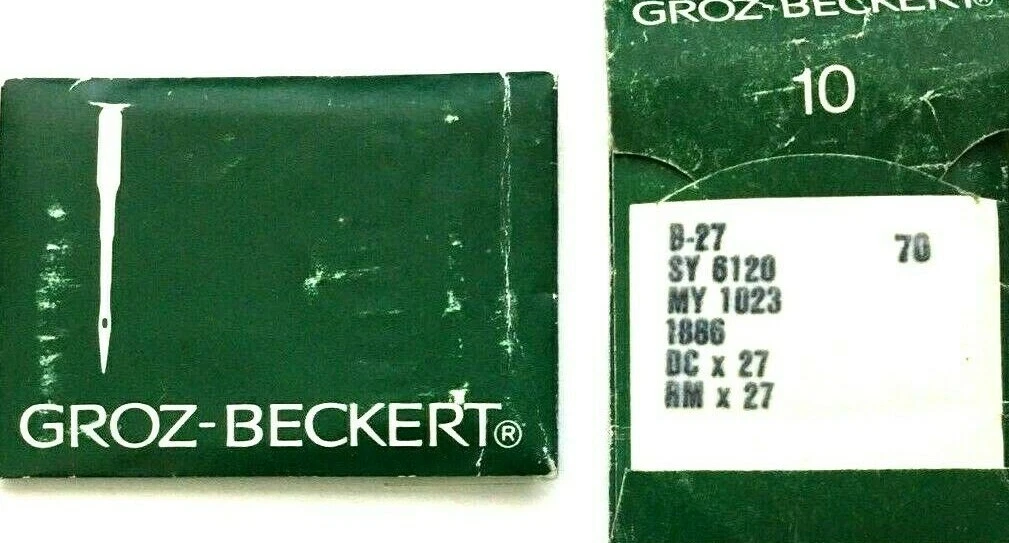 GROZ-BECKERT®
GROZ-BECKERT®
10
B-27
70
SY 6120
MY 1023
1886
DC x 27
RM x 27